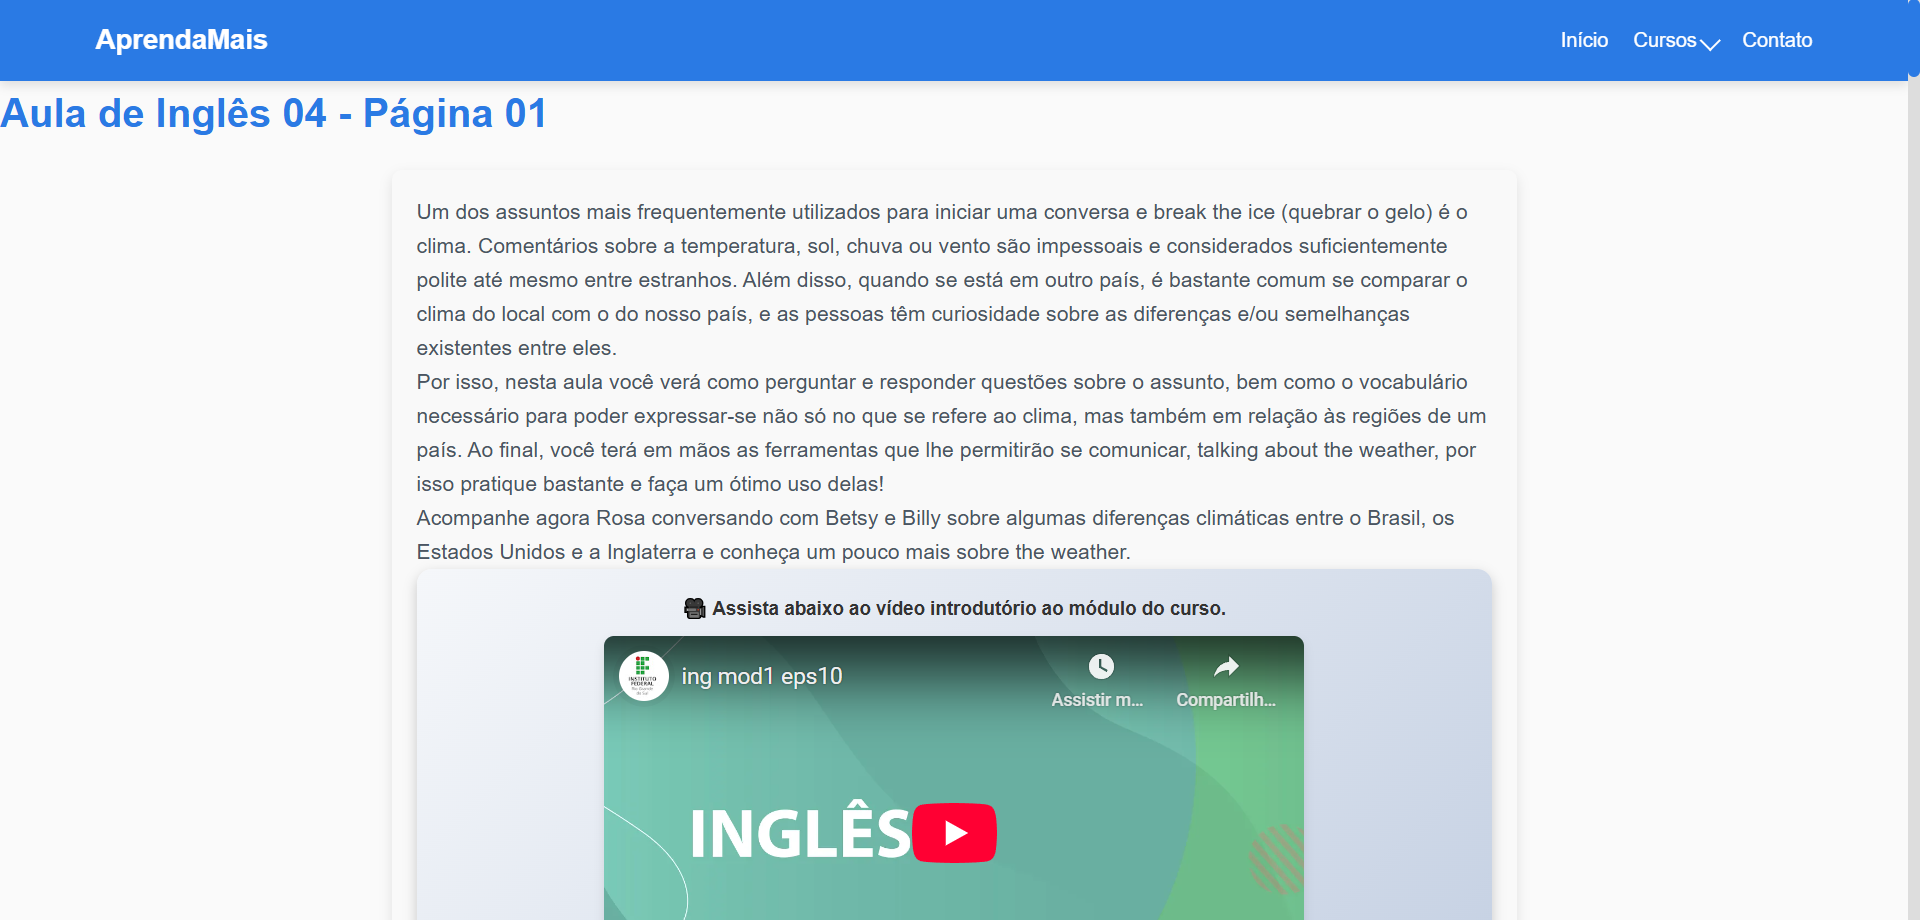 AprendaMais
Início Cursos Contato
Aula de Inglês 04 - Página 01
Um dos assuntos mais frequentemente utilizados para iniciar uma conversa e break the ice (quebrar o gelo) é o
clima. Comentários sobre a temperatura, sol, chuva ou vento são impessoais e considerados suficientemente
polite até mesmo entre estranhos. Além disso, quando se está em outro país, é bastante comum se comparar o
clima do local com o do nosso país, e as pessoas têm curiosidade sobre as diferenças e/ou semelhanças
existentes entre eles.
Por isso, nesta aula você verá como perguntar e responder questões sobre o assunto, bem como o vocabulário
necessário para poder expressar-se não só no que se refere ao clima, mas também em relação às regiões de um
país. Ao final, você terá em mãos as ferramentas que lhe permitirão se comunicar, talking about the weather, por
isso pratique bastante e faça um ótimo uso delas!
Acompanhe agora Rosa conversando com Betsy e Billy sobre algumas diferenças climáticas entre o Brasil, os
Estados Unidos e a Inglaterra e conheça um pouco mais sobre the weather.
🎥 Assista abaixo ao vídeo introdutório ao módulo do curso.
INSTITUTO
FEDERAL
Rio Grande
do Sul
ing mod1 eps10
Assistir m...
Compartilh...
INGLÊS